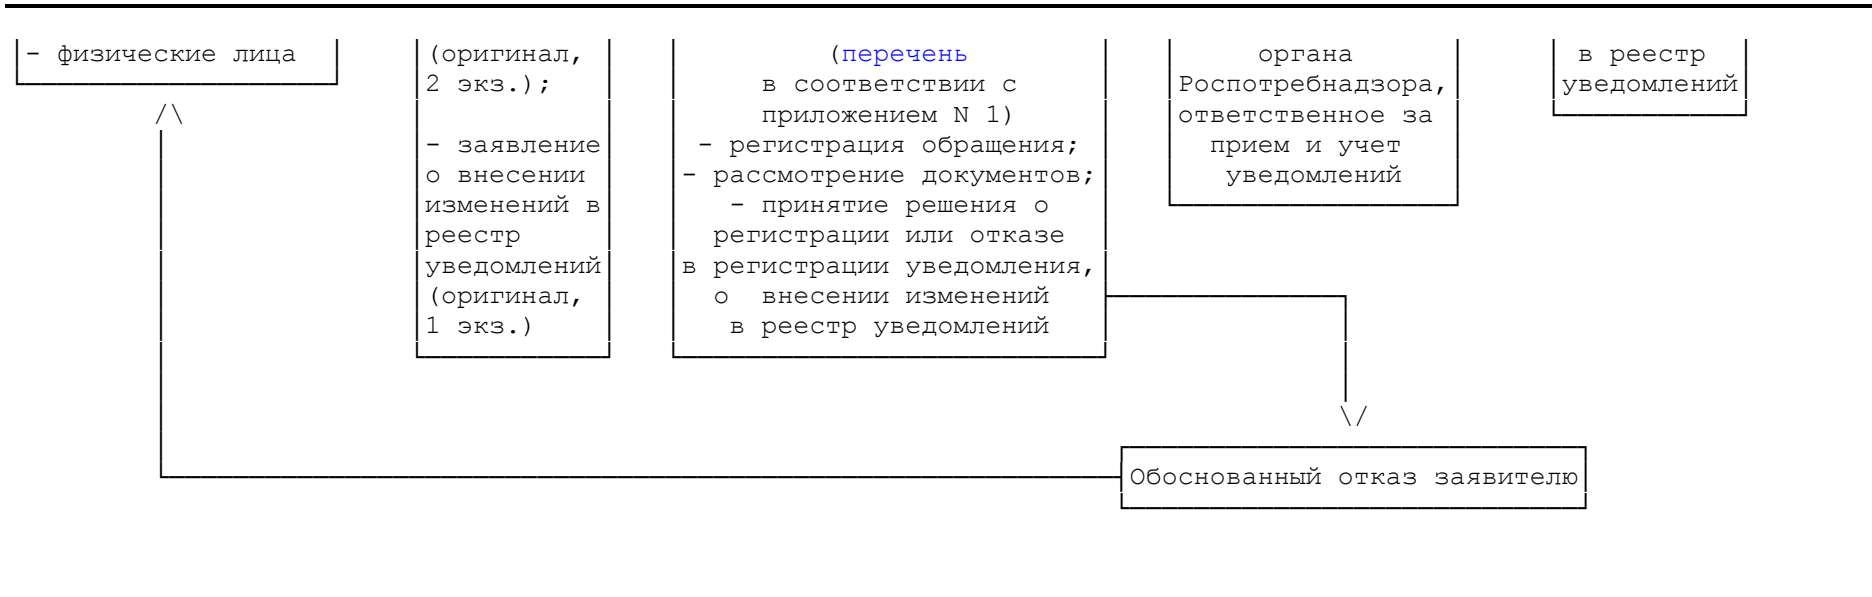 - физические лица
(оригинал,
2 экз.);
- заявление
о внесении
изменений в
реестр
уведомлений
(оригинал,
1 экз.)
(перечень
в соответствии с
приложением N 1)
- регистрация обращения;
- рассмотрение документов;
- принятие решения о
регистрации или отказе
в регистрации уведомления,
о внесении изменений
в реестр уведомлений
органа
Роспотребнадзора,
ответственное за
прием и учет
уведомлений
в реестр
уведомлений
Обоснованный отказ заявителю